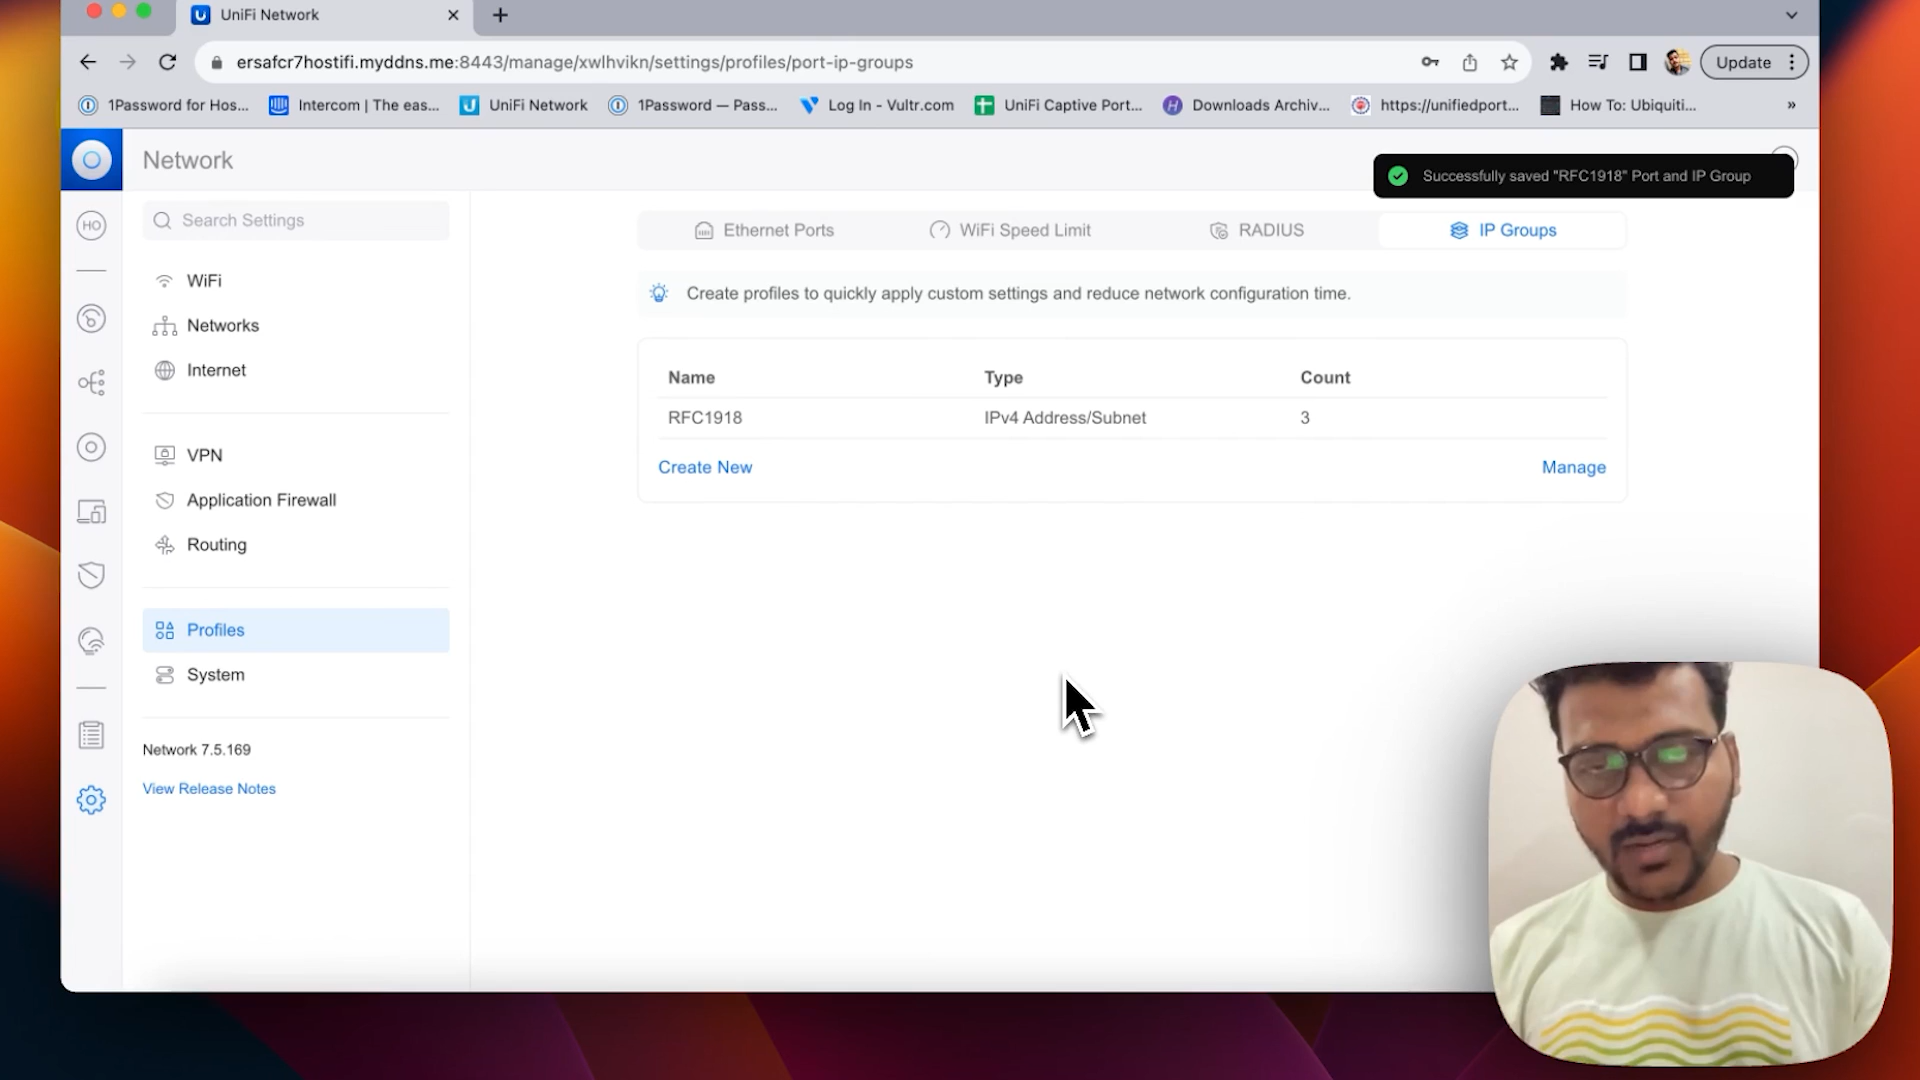 UniFi Network
ersafcr7hostifi.myddns.me:8443/manage/xwlhvikn/settings/profiles/port-ip-groups
Update
1Password for Hos...
Intercom | The eas...
UniFi Network
1Password — Pass...
Log In - Vultr.com
UniFi Captive Port...
Downloads Archiv...
https://unifiedport...
How To: Ubiquiti...
»
Network
Successfully saved "RFC1918" Port and IP Group
HO
Search Settings
WiFi
Networks
Internet
VPN
Application Firewall
Routing
Profiles
System
Network 7.5.169
View Release Notes
Ethernet Ports
WiFi Speed Limit
RADIUS
IP Groups
Create profiles to quickly apply custom settings and reduce network configuration time.
Name Type Count
RFC1918 IPv4 Address/Subnet 3
Create New Manage